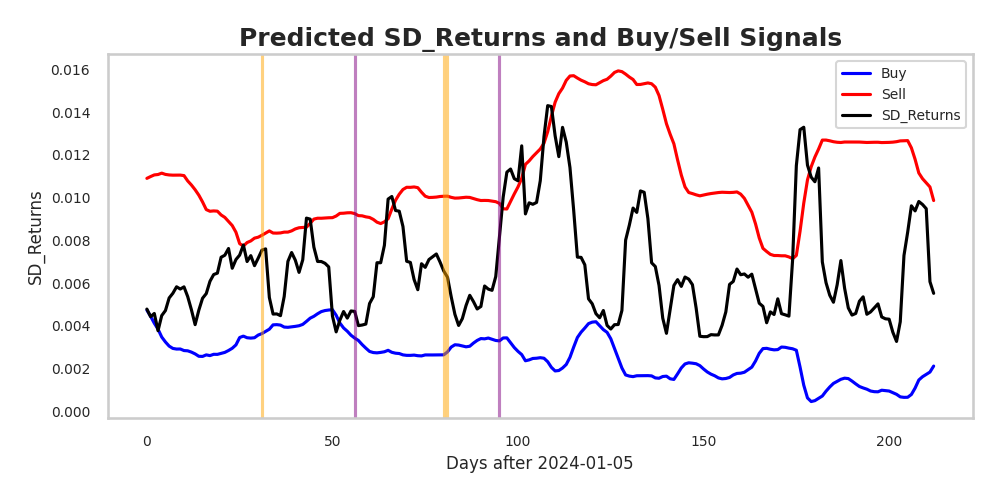 Predicted SD_Returns and Buy/Sell Signals
SD_Returns
0.016
0.014
0.012
0.010
0.008
0.006
0.004
0.002
0.000
Buy
Sell
SD_Returns
0 50 100 150 200
Days after 2024-01-05